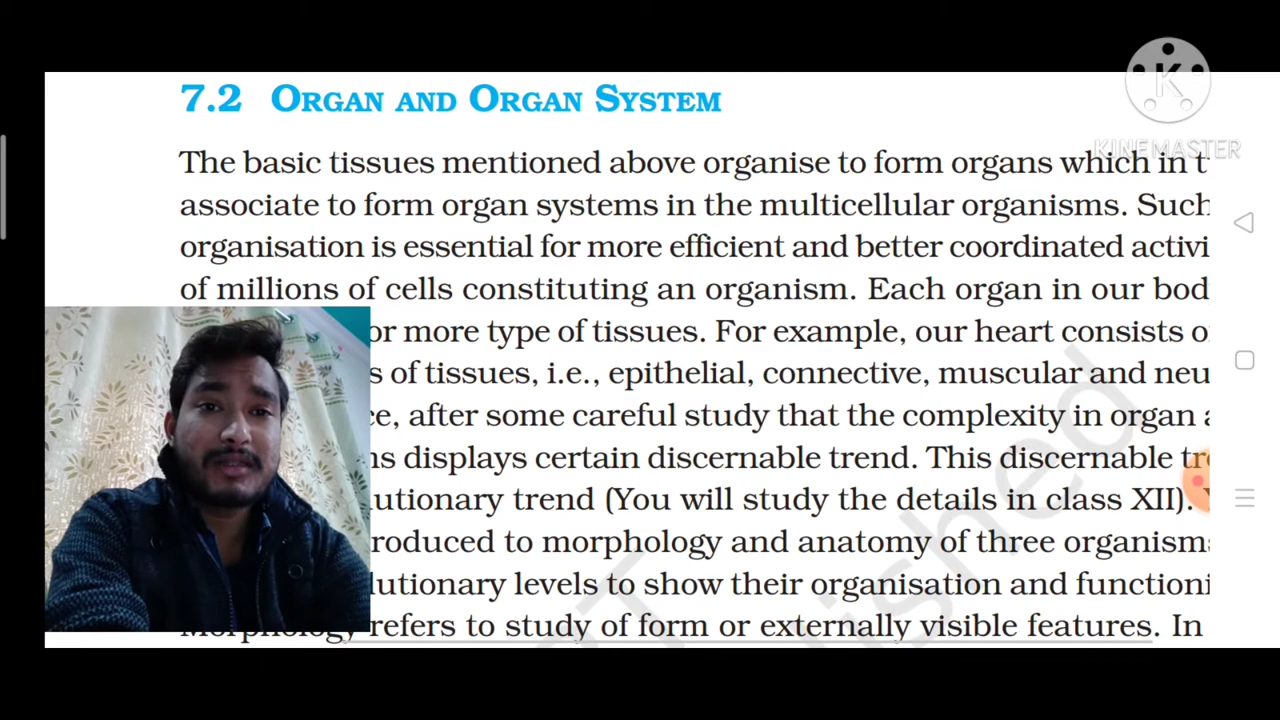 7.2 ORGAN AND ORGAN SYSTEM
The basic tissues mentioned above organise to form organs which in t
associate to form organ systems in the multicellular organisms. Such
organisation is essential for more efficient and better coordinated activi
of millions of cells constituting an organism. Each organ in our bod
or more type of tissues. For example, our heart consists o
s of tissues, i.e., epithelial, connective, muscular and neu
ce, after some careful study that the complexity in organ a
ns displays certain discernable trend. This discernable tre
lutionary trend (You will study the details in class XII). Y
roduced to morphology and anatomy of three organisms
lutionary levels to show their organisation and functioni
Morphology refers to study of form or externally visible features. In
K
KINEMASTER